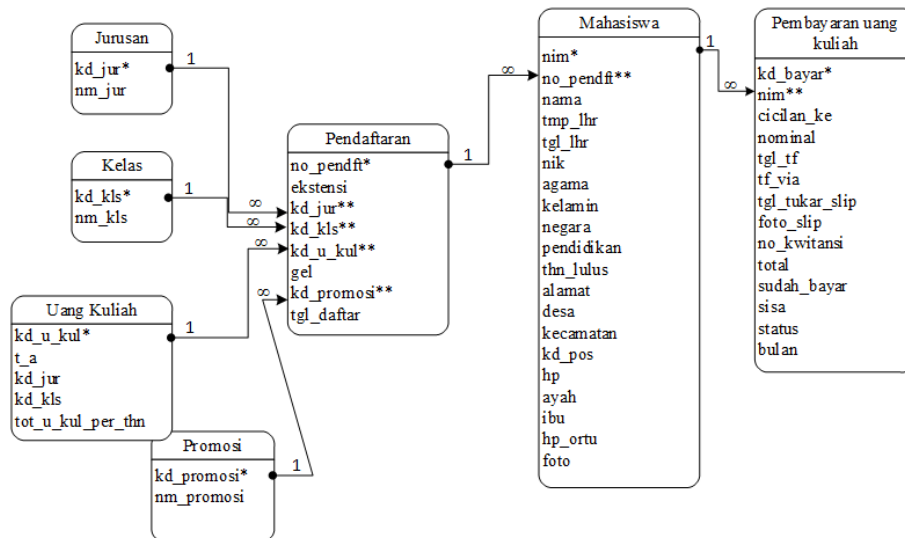 Jurusan
kd_jur*
nm_jur
1
∞
Kelas
kd_kls*
nm_kls
1
∞
Uang Kuliah
kd_u_kul*
t_a
kd_jur
kd_kls
tot_u_kul_per_thn
1
∞
Promosi
kd_promosi*
nm_promosi
1
∞
Pendaftaran
no_pendft*
ekstensi
kd_jur**
kd_kls**
kd_u_kul**
gel
kd_promosi**
tgl_daftar
1
∞
Mahasiswa
nim*
no_pendft**
nama
tmp_lhr
tgl_lhr
nik
agama
kelamin
negara
pendidikan
thn_lulus
alamat
desa
kecamatan
kd_pos
hp
ayah
ibu
hp_ortu
foto
1
∞
Pembayaran uang
kuliah
kd_bayar*
nim**
cicilan_ke
nominal
tgl_tf
tf_via
tgl_tukar_slip
foto_slip
no_kwitansi
total
sudah_bayar
sisa
status
bulan